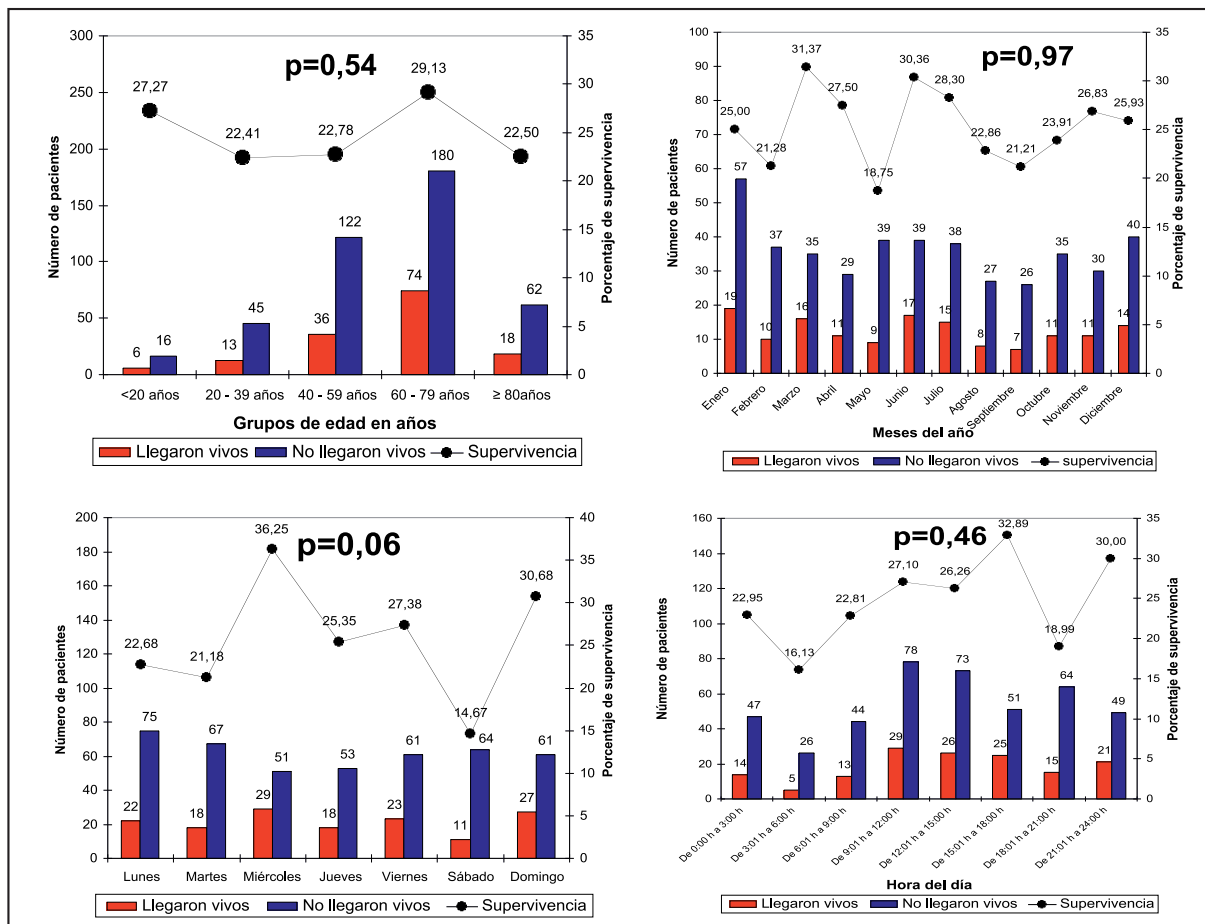 p=0,54
Número de pacientes
Porcentaje de supervivencia
300
250
200
150
100
50
0
35
30
25
20
15
10
5
0
27,27
22,41
22,78
29,13
22,50
6
16
13
45
36
122
74
180
18
62
<20 años
20 - 39 años
40 - 59 años
60 - 79 años
≥ 80años
Grupos de edad en años
Llegaron vivos
No llegaron vivos
Supervivencia
p=0,97
Número de pacientes
Porcentaje de supervivencia
100
90
80
70
60
50
40
30
20
10
0
35
30
25
20
15
10
5
0
25,00
21,28
31,37
27,50
18,75
30,36
28,30
22,86
21,21
23,91
26,83
25,93
19
57
10
37
16
35
11
29
9
39
17
39
15
38
8
27
7
26
11
35
11
30
14
40
Enero
Febrero
Marzo
Abril
Mayo
Junio
Julio
Agosto
Septiembre
Octubre
Noviembre
Diciembre
Meses del año
Llegaron vivos
No llegaron vivos
supervivencia
p=0,06
Número de pacientes
Porcentaje de supervivencia
200
180
160
140
120
100
80
60
40
20
0
40
35
30
25
20
15
10
5
0
22,68
21,18
36,25
25,35
27,38
14,67
30,68
22
75
18
67
29
51
18
53
23
61
11
64
27
61
Lunes
Martes
Miércoles
Jueves
Viernes
Sábado
Domingo
Llegaron vivos
No llegaron vivos
Supervivencia
p=0,46
Número de pacientes
Porcentaje de supervivencia
160
140
120
100
80
60
40
20
0
35
30
25
20
15
10
5
0
22,95
16,13
22,81
27,10
26,26
32,89
18,99
30,00
14
47
5
26
13
44
29
78
26
73
25
51
15
64
21
49
De 0:00 h a 3:00 h
De 3:01 h a 6:00 h
De 6:01 h a 9:00 h
De 9:01 h a 12:00 h
De 12:01 h a 15:00 h
De 15:01 h a 18:00 h
De 18:01 h a 21:00 h
De 21:01 h a 24:00 h
Hora del día
Llegaron vivos
No llegaron vivos
Supervivencia